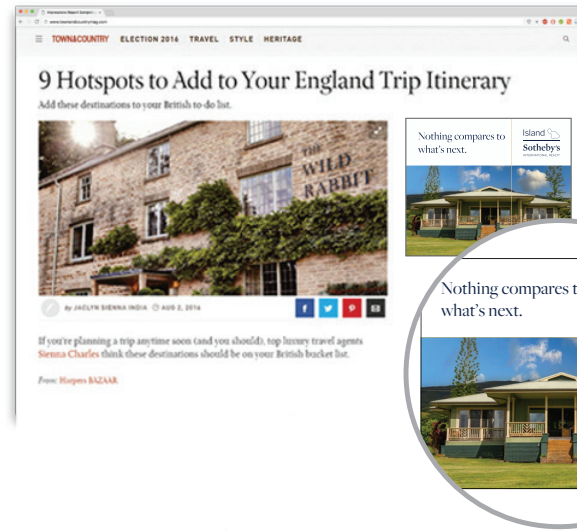 www.townandcountrymag.com
TOWN&COUNTRY ELECTION 2016 TRAVEL STYLE HERITAGE
9 Hotspots to Add to Your England Trip Itinerary
Add these destinations to your British to-do list.
THE
WILD
RABBIT
By JACLYN SIENNA INDIA AUG 2, 2016
If you're planning a trip anytime soon (and you should), top luxury travel agents
Sienna Charles think these destinations should be on your British bucket list.
From: Harpers BAZAAR
Nothing compares to
what's next.
Island
Sotheby's
INTERNATIONAL REALTY
Nothing compares t
what's next.